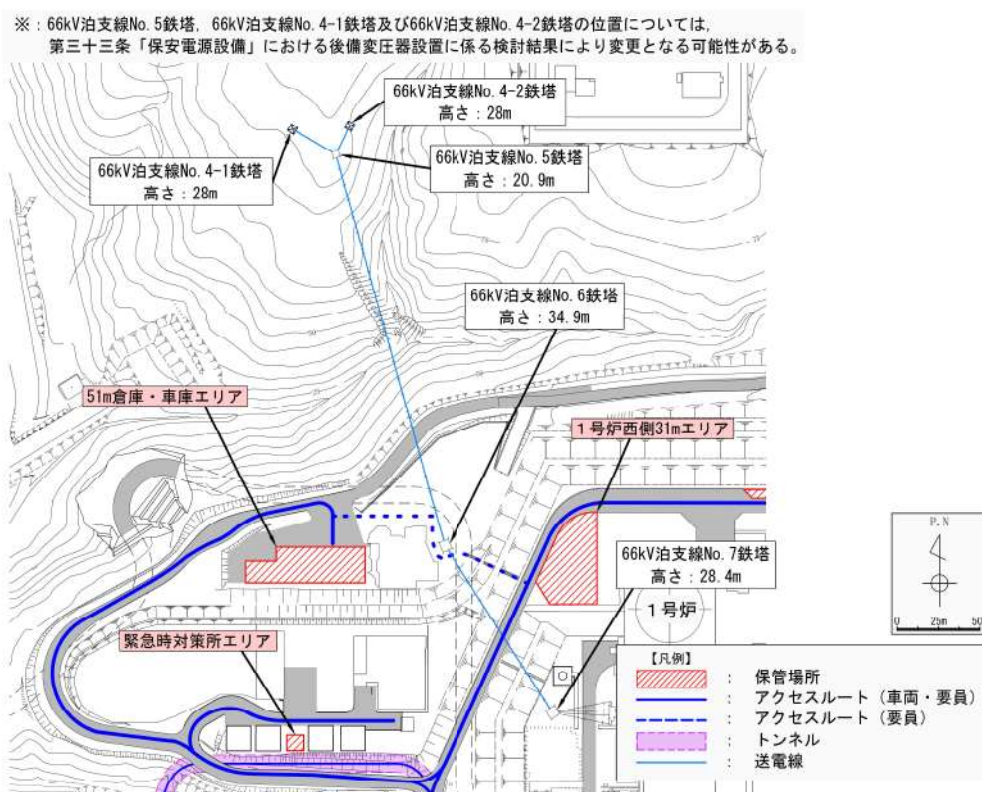 ※：66kV泊支線No.5鉄塔，66kV泊支線No.4-1鉄塔及び66kV泊支線No.4-2鉄塔の位置については，
第三十三条「保安電源設備」における後備変圧器設置に係る検討結果により変更となる可能性がある。
66kV泊支線No.4-2鉄塔
高さ：28m
66kV泊支線No.4-1鉄塔
高さ：28m
66kV泊支線No.5鉄塔
高さ：20.9m
66kV泊支線No.6鉄塔
高さ：34.9m
51m倉庫・車庫エリア
１号炉西側31mエリア
66kV泊支線No.7鉄塔
高さ：28.4m
１号炉
緊急時対策所エリア
P.N
0 25m 50
【凡例】
： 保管場所
： アクセスルート（車両・要員）
： アクセスルート（要員）
： トンネル
： 送電線